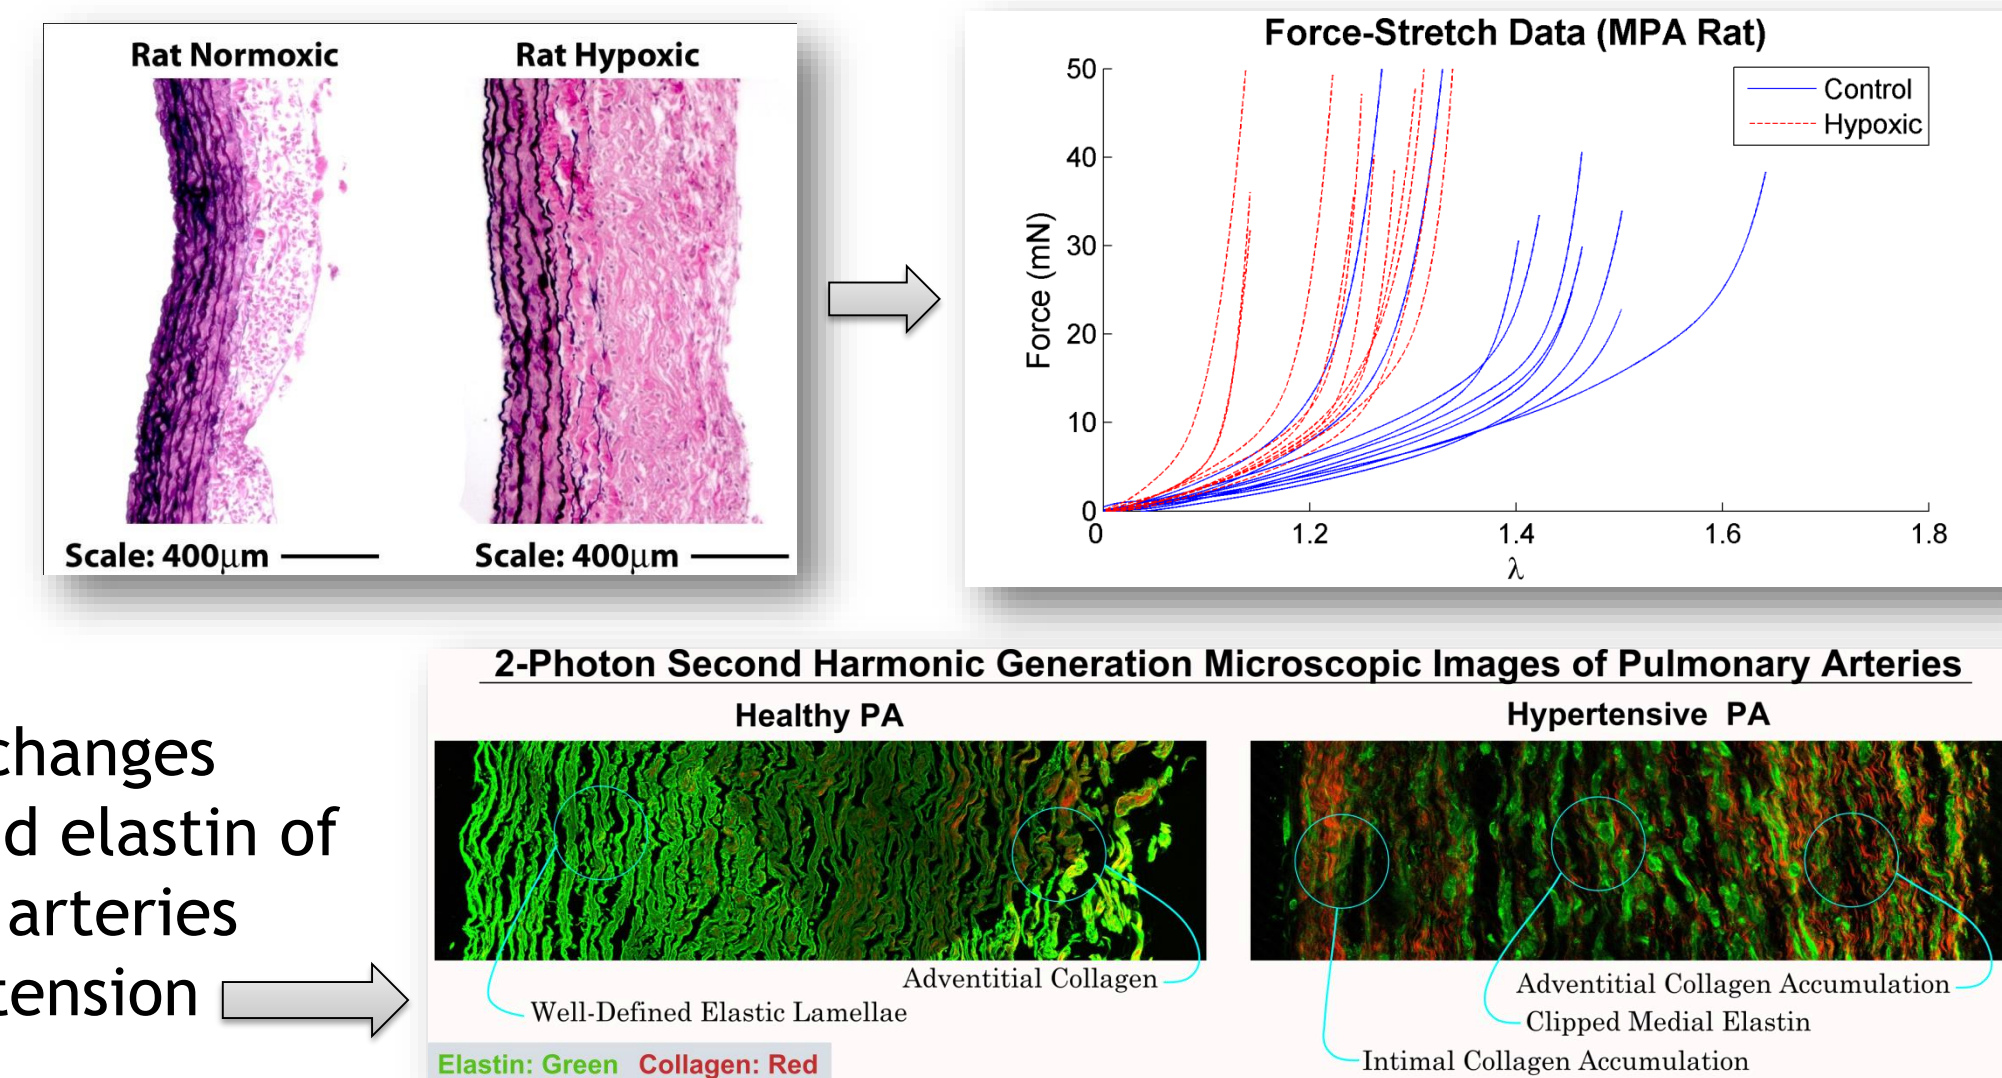 Rat Normoxic
Rat Hypoxic
Scale: 400μm
Scale: 400μm
Force-Stretch Data (MPA Rat)
50
40
30
20
10
0
Force (mN)
Control
Hypoxic
0
1.2
1.4
1.6
1.8
λ
changes
d elastin of
arteries
tension
2-Photon Second Harmonic Generation Microscopic Images of Pulmonary Arteries
Healthy PA
Hypertensive PA
Adventitial Collagen
Well-Defined Elastic Lamellae
Adventitial Collagen Accumulation
Clipped Medial Elastin
Intimal Collagen Accumulation
Elastin: Green Collagen: Red